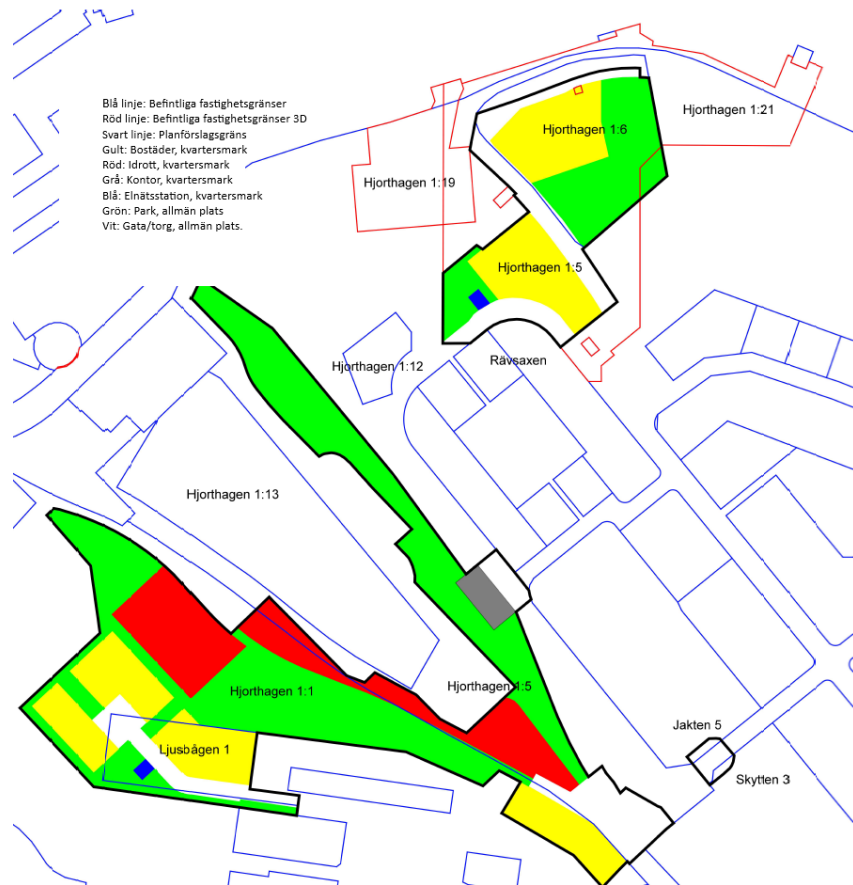 Blå linje: Befintliga fastighetsgränser
Röd linje: Befintliga fastighetsgränser 3D
Svart linje: Planförslagsgräns
Gult: Bostäder, kvartersmark
Röd: Idrott, kvartersmark
Grå: Kontor, kvartersmark
Blå: Elnätsstation, kvartersmark
Grön: Park, allmän plats
Vit: Gata/torg, allmän plats.
Hjorthagen 1:21
Hjorthagen 1:6
Hjorthagen 1:19
Hjorthagen 1:5
Rävsaxen
Hjorthagen 1:12
Hjorthagen 1:13
Hjorthagen 1:1
Hjorthagen 1:5
Jakten 5
Ljusbågen 1
Skytten 3